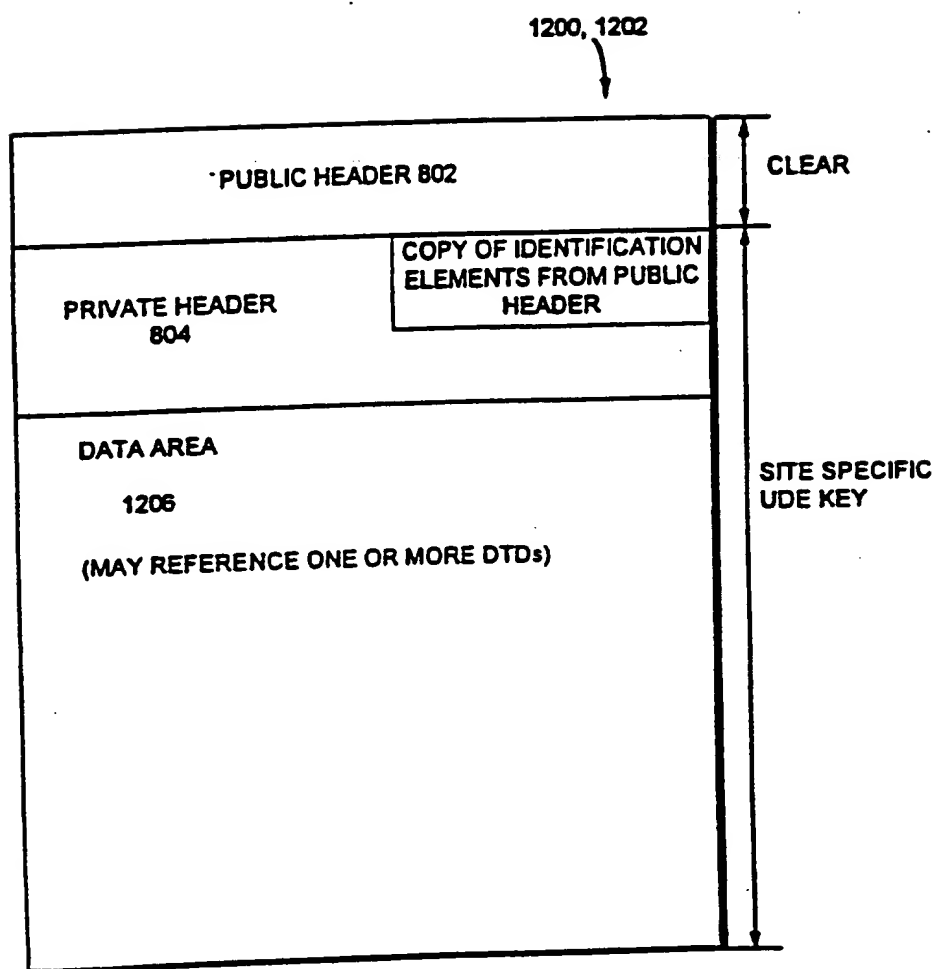 1200, 1202
PUBLIC HEADER 802
CLEAR
COPY OF IDENTIFICATION
ELEMENTS FROM PUBLIC
HEADER
PRIVATE HEADER
804
DATA AREA
1206
(MAY REFERENCE ONE OR MORE DTDs)
SITE SPECIFIC
UDE KEY